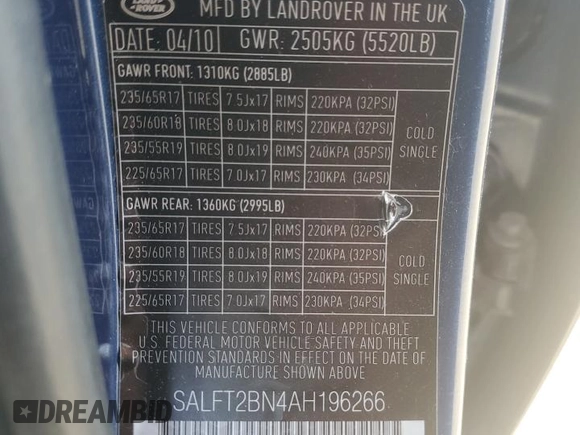 LAND
ROVER
MFD BY LANDROVER IN THE UK
DATE: 04/10 GWR: 2505KG (5520LB)
GAWR FRONT: 1310KG (2885LB)
235/65R17 TIRES 7.5Jx17 RIMS 220KPA (32PSI)
235/60R18 TIRES 8.0Jx18 RIMS 220KPA (32PSI)
COLD
235/55R19 TIRES 8.0Jx19 RIMS 240KPA (35PSI)
SINGLE
225/65R17 TIRES 7.0Jx17 RIMS 230KPA (34PSI)
GAWR REAR: 1360KG (2995LB)
235/65R17 TIRES 7.5Jx17 RIMS 220KPA (32PSI)
235/60R18 TIRES 8.0Jx18 RIMS 220KPA (32PSI)
COLD
235/55R19 TIRES 8.0Jx19 RIMS 240KPA (35PSI)
SINGLE
225/65R17 TIRES 7.0Jx17 RIMS 230KPA (34PSI)
THIS VEHICLE CONFORMS TO ALL APPLICABLE
U.S. FEDERAL MOTOR VEHICLE SAFETY AND THEFT
PREVENTION STANDARDS IN EFFECT ON THE DATE OF
MANUFACTURE SHOWN ABOVE
SALFT2BN4AH196266
AUTOHELPERBOT.COM